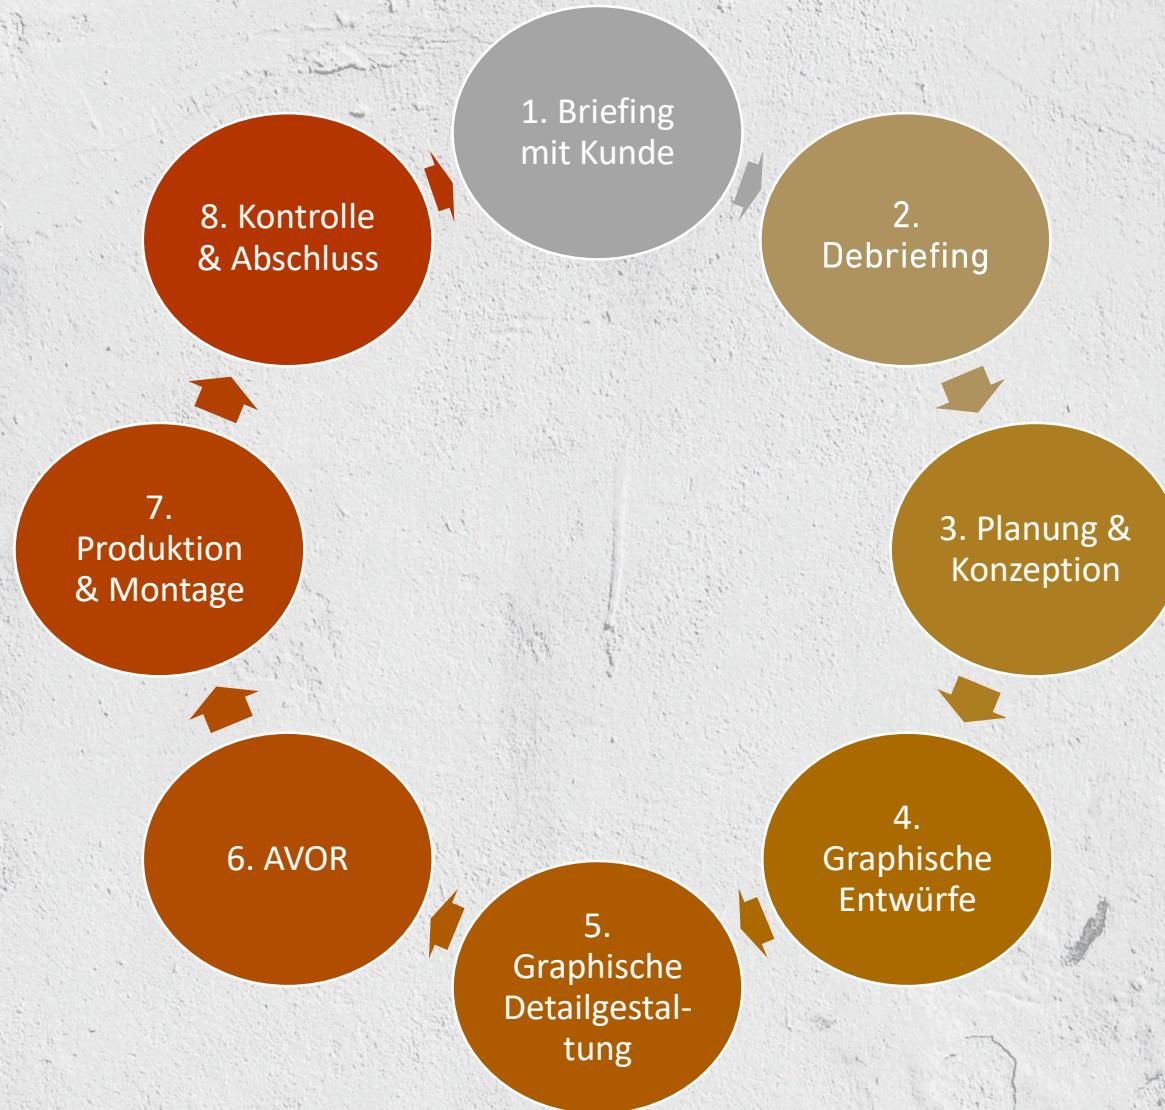 1. Briefing
mit Kunde
2.
Debriefing
3. Planung &
Konzeption
4.
Graphische
Entwürfe
5.
Graphische
Detailgestal-
tung
6. AVOR
7.
Produktion
& Montage
8. Kontrolle
& Abschluss